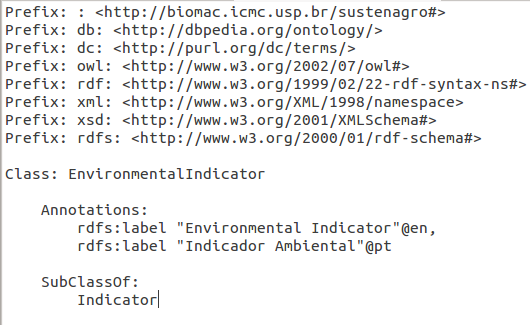 Prefix: : <http://biomac.icmc.usp.br/sustenagro#>
Prefix: db: <http://dbpedia.org/ontology/>
Prefix: dc: <http://purl.org/dc/terms/>
Prefix: owl: <http://www.w3.org/2002/07/owl#>
Prefix: rdf: <http://www.w3.org/1999/02/22-rdf-syntax-ns#>
Prefix: xml: <http://www.w3.org/XML/1998/namespace>
Prefix: xsd: <http://www.w3.org/2001/XMLSchema#>
Prefix: rdfs: <http://www.w3.org/2000/01/rdf-schema#>
Class: EnvironmentalIndicator
Annotations:
rdfs:label "Environmental Indicator"@en,
rdfs:label "Indicador Ambiental"@pt
SubClassOf:
Indicator